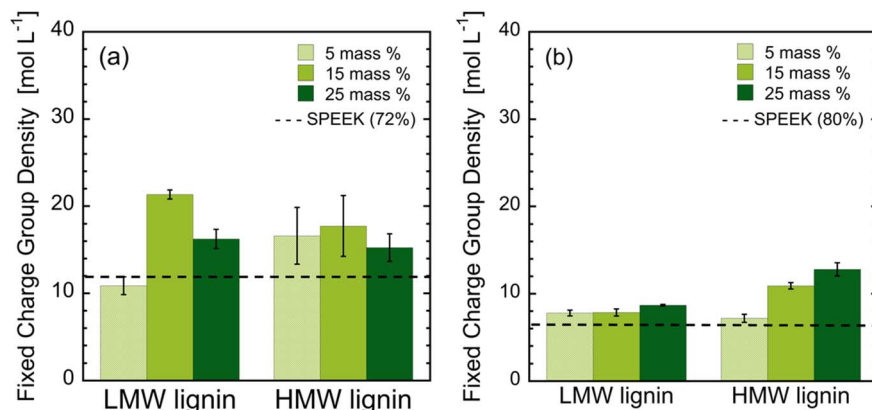 Fixed Charge Group Density [mol L⁻¹]
40
30
20
10
0
(a)
5 mass %
15 mass %
25 mass %
SPEEK (72%)
LMW lignin
HMW lignin
Fixed Charge Group Density [mol L⁻¹]
40
30
20
10
0
(b)
5 mass %
15 mass %
25 mass %
SPEEK (80%)
LMW lignin
HMW lignin